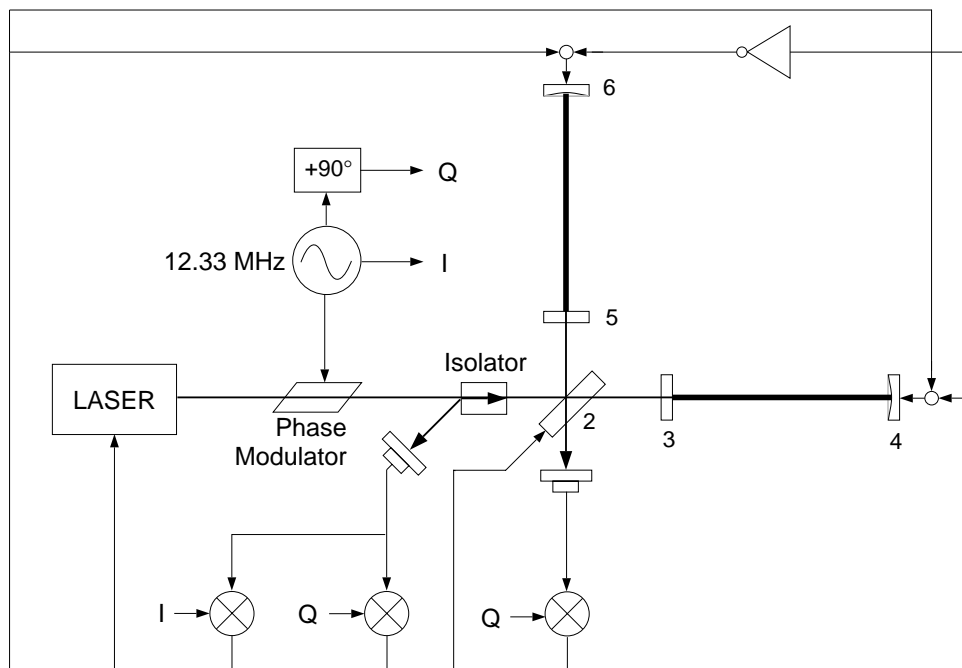 6
+90°
Q
12.33 MHz
I
5
Isolator
LASER
Phase
Modulator
2
3
4
I
Q
Q